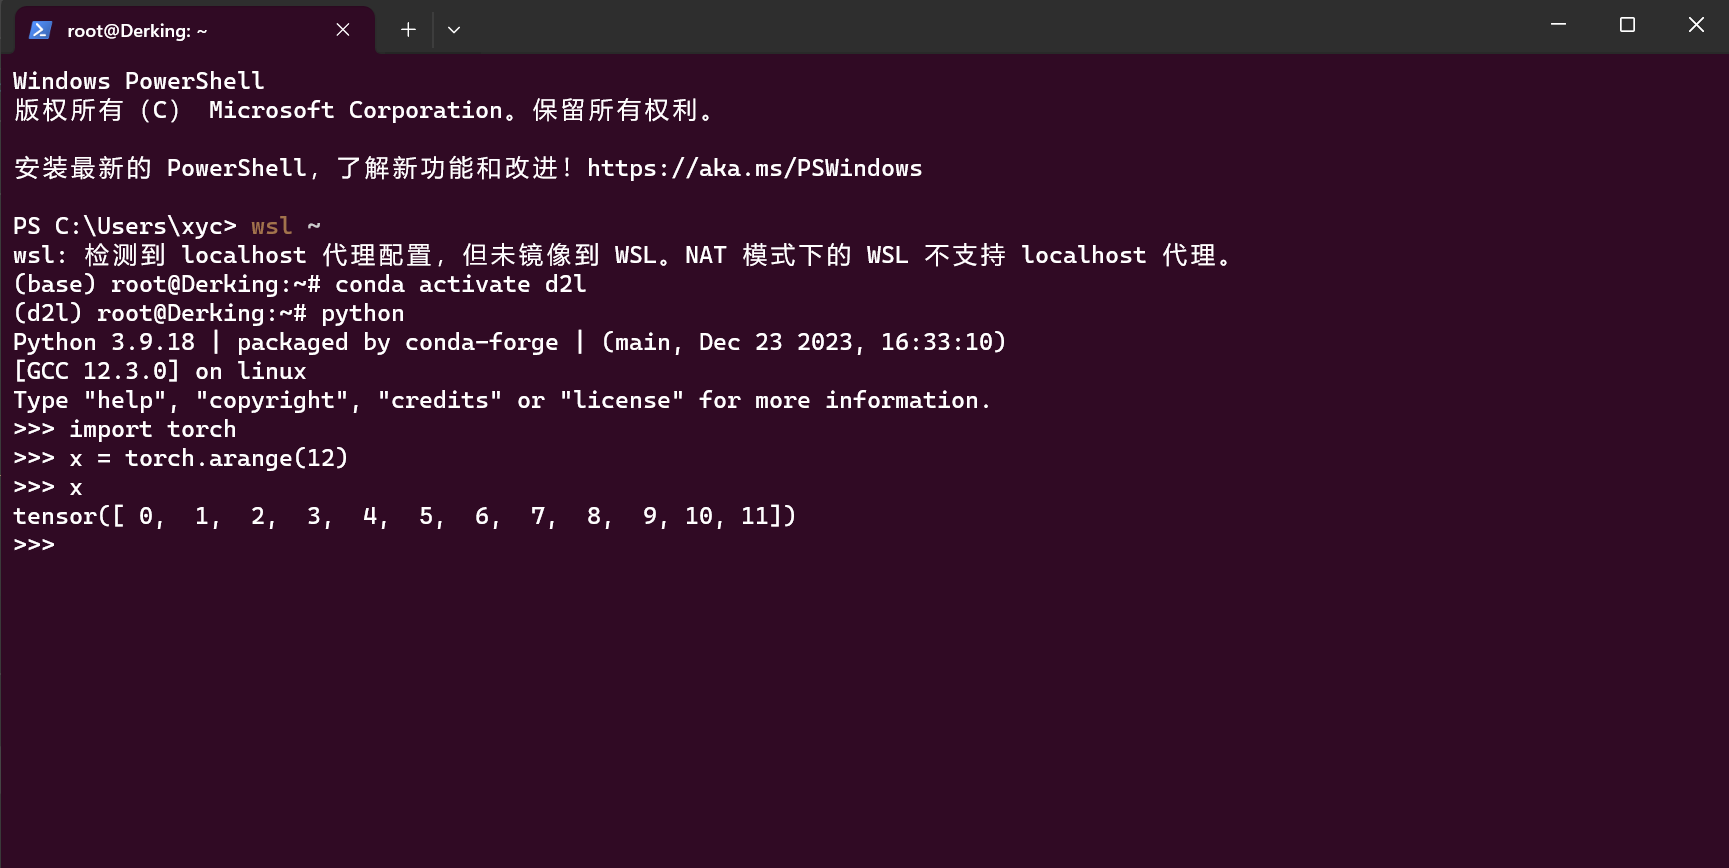 root@Derking: ~
Windows PowerShell
版权所有 (C) Microsoft Corporation。保留所有权利。
安装最新的 PowerShell，了解新功能和改进！https://aka.ms/PSWindows
PS C:\Users\xyc> wsl ~
wsl: 检测到 localhost 代理配置，但未镜像到 WSL。NAT 模式下的 WSL 不支持 localhost 代理。
(base) root@Derking:~# conda activate d2l
(d2l) root@Derking:~# python
Python 3.9.18 | packaged by conda-forge | (main, Dec 23 2023, 16:33:10)
[GCC 12.3.0] on linux
Type "help", "copyright", "credits" or "license" for more information.
>>> import torch
>>> x = torch.arange(12)
>>> x
tensor([ 0,  1,  2,  3,  4,  5,  6,  7,  8,  9, 10, 11])
>>>